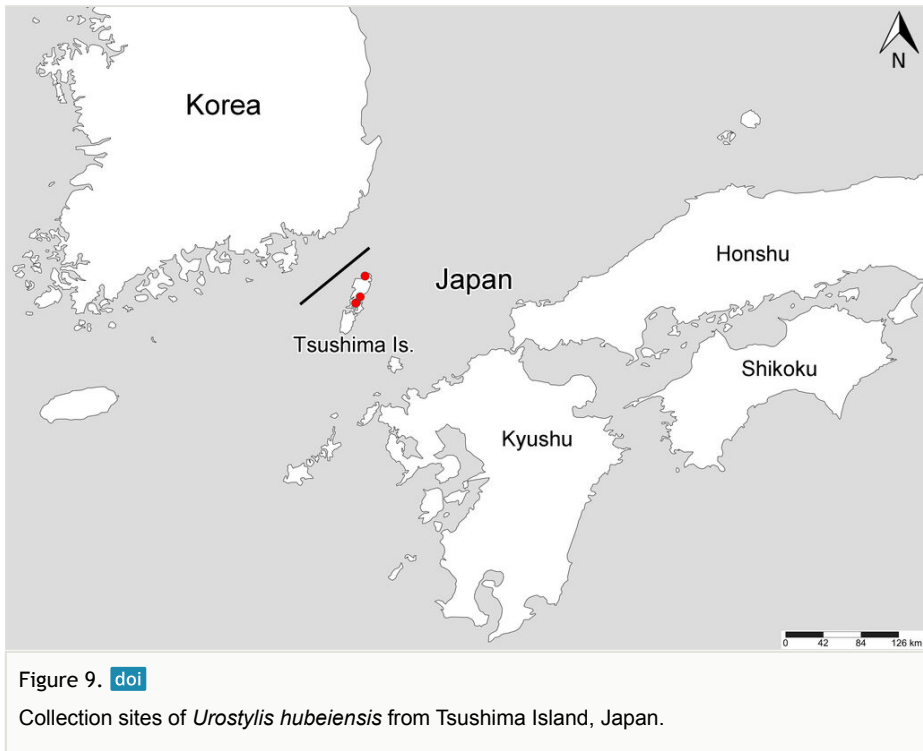 N
Korea
Japan
Honshu
Tsushima Is.
Shikoku
Kyushu
0 42 84 126 km
Figure 9. doi
Collection sites of Urostylis hubeiensis from Tsushima Island, Japan.